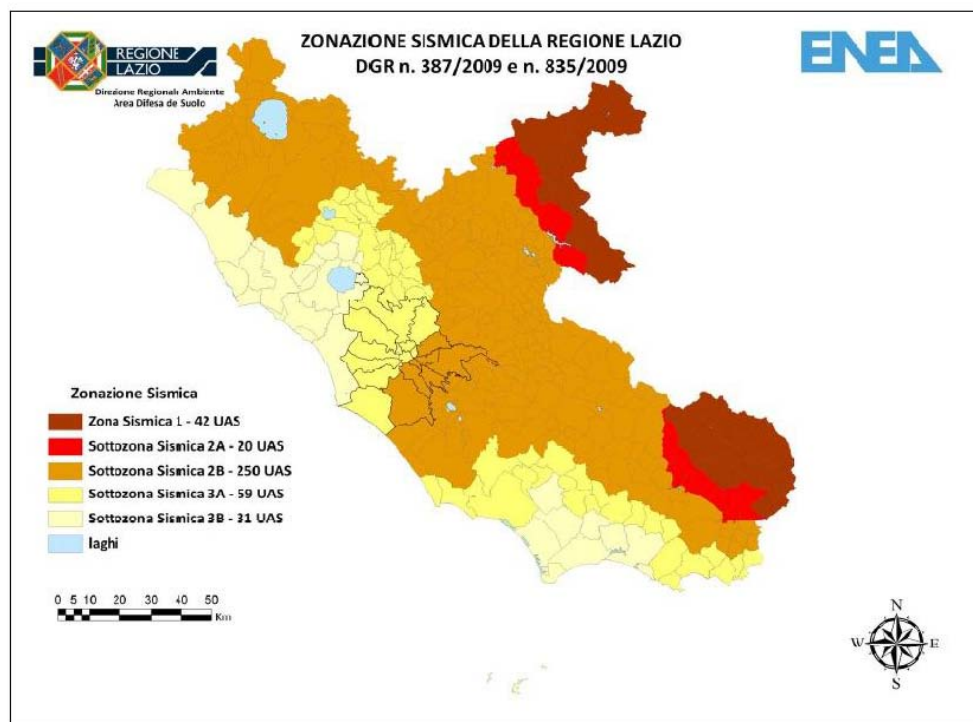 ZONAZIONE SISMICA DELLA REGIONE LAZIO
DGR n. 387/2009 e n. 835/2009
REGIONE
LAZIO
Direzione Regionale Ambiente
Area Difesa de Suolo
ENEA
Zonazione Sismica
Zona Sismica 1 - 42 UAS
Sottozona Sismica 2A - 20 UAS
Sottozona Sismica 2B - 250 UAS
Sottozona Sismica 3A - 59 UAS
Sottozona Sismica 3B - 31 UAS
laghi
0 5 10 20 30 40 50
Km
N
W E
S